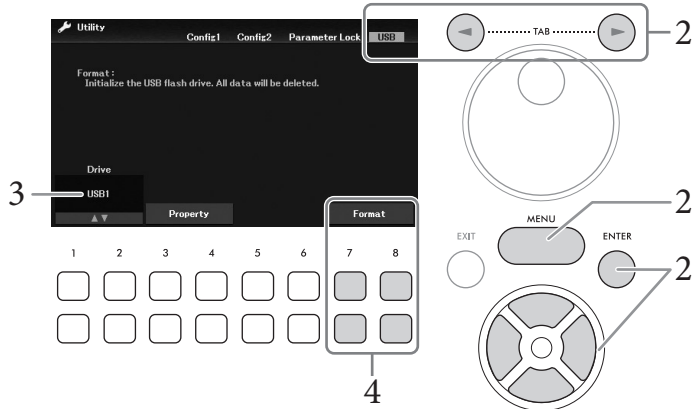 Utility
Config1 Config2 Parameter Lock USB
TAB
2
Format :
Initialize the USB flash drive. All data will be deleted.
Drive
3
USB1
Property
Format
2
MENU
EXIT
ENTER
2
1 2 3 4 5 6 7 8
4